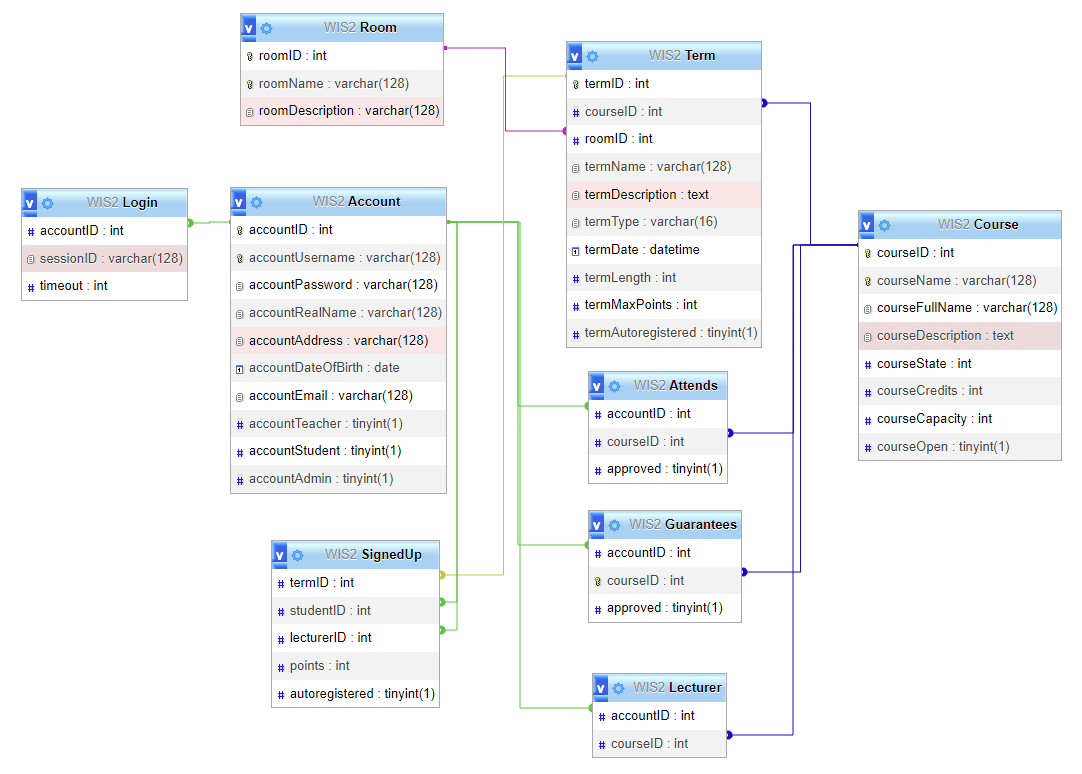 v WIS2 Room
roomID : int
roomName : varchar(128)
roomDescription : varchar(128)
v WIS2 Term
termID : int
# courseID : int
# roomID : int
termName : varchar(128)
termDescription : text
termType : varchar(16)
termDate : datetime
# termLength : int
# termMaxPoints : int
# termAutoregistered : tinyint(1)
v WIS2 Login
# accountID : int
sessionID : varchar(128)
# timeout : int
v WIS2 Account
accountID : int
accountUsername : varchar(128)
accountPassword : varchar(128)
accountRealName : varchar(128)
accountAddress : varchar(128)
accountDateOfBirth : date
accountEmail : varchar(128)
# accountTeacher : tinyint(1)
# accountStudent : tinyint(1)
# accountAdmin : tinyint(1)
v WIS2 Course
courseID : int
courseName : varchar(128)
courseFullName : varchar(128)
courseDescription : text
# courseState : int
# courseCredits : int
# courseCapacity : int
# courseOpen : tinyint(1)
v WIS2 Attends
# accountID : int
# courseID : int
# approved : tinyint(1)
v WIS2 Guarantees
# accountID : int
courseID : int
# approved : tinyint(1)
v WIS2 SignedUp
# termID : int
# studentID : int
# lecturerID : int
# points : int
# autoregistered : tinyint(1)
v WIS2 Lecturer
# accountID : int
# courseID : int